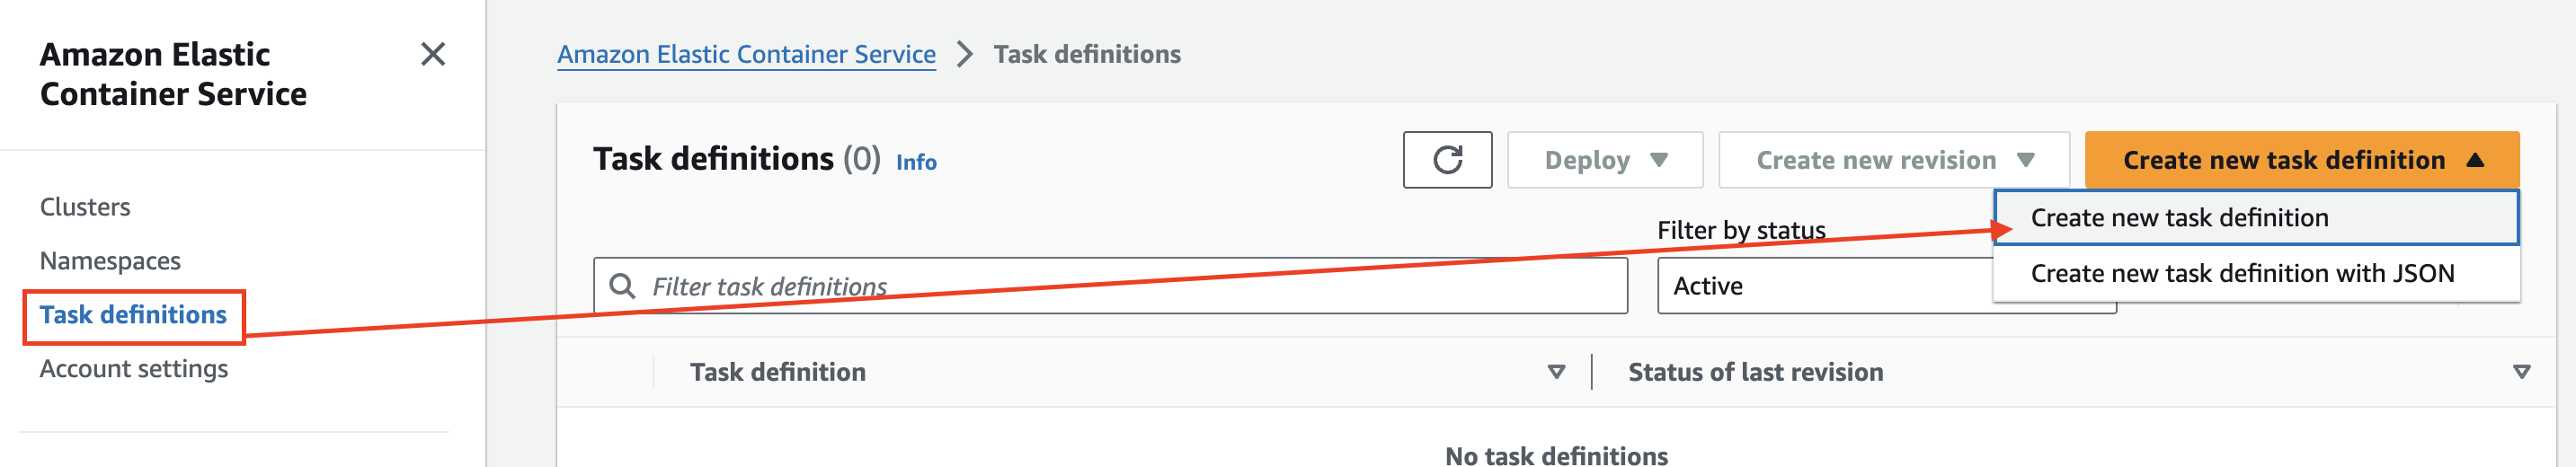 Amazon Elastic
Container Service
Clusters
Namespaces
Task definitions
Account settings
Amazon Elastic Container Service > Task definitions
Task definitions (0) Info
Deploy
Create new revision
Create new task definition
Create new task definition
Create new task definition with JSON
Filter by status
Filter task definitions
Active
Task definition
Status of last revision
No task definitions